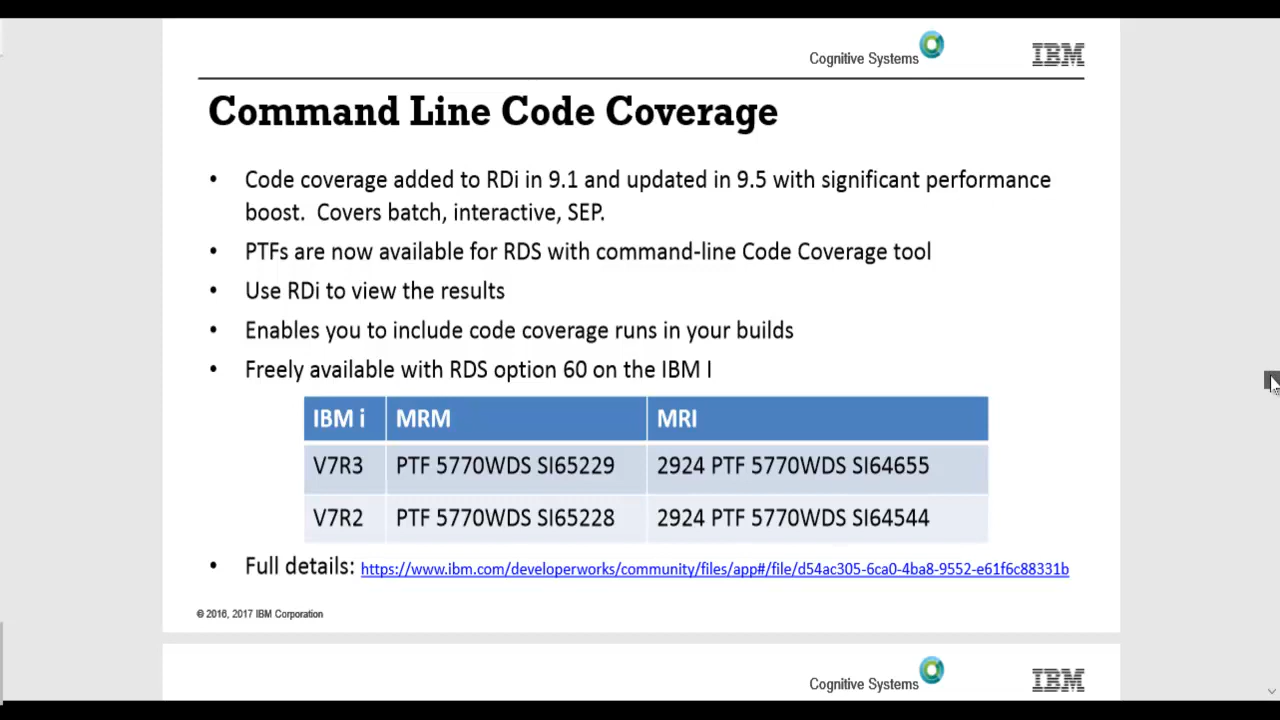 Cognitive Systems IBM
Command Line Code Coverage
• Code coverage added to RDi in 9.1 and updated in 9.5 with significant performance
boost.  Covers batch, interactive, SEP.
• PTFs are now available for RDS with command-line Code Coverage tool
• Use RDi to view the results
• Enables you to include code coverage runs in your builds
• Freely available with RDS option 60 on the IBM I
IBM i MRM MRI
V7R3 PTF 5770WDS SI65229 2924 PTF 5770WDS SI64655
V7R2 PTF 5770WDS SI65228 2924 PTF 5770WDS SI64544
• Full details: https://www.ibm.com/developerworks/community/files/app#/file/d54ac305-6ca0-4ba8-9552-e61f6c88331b
© 2016, 2017 IBM Corporation
Cognitive Systems IBM